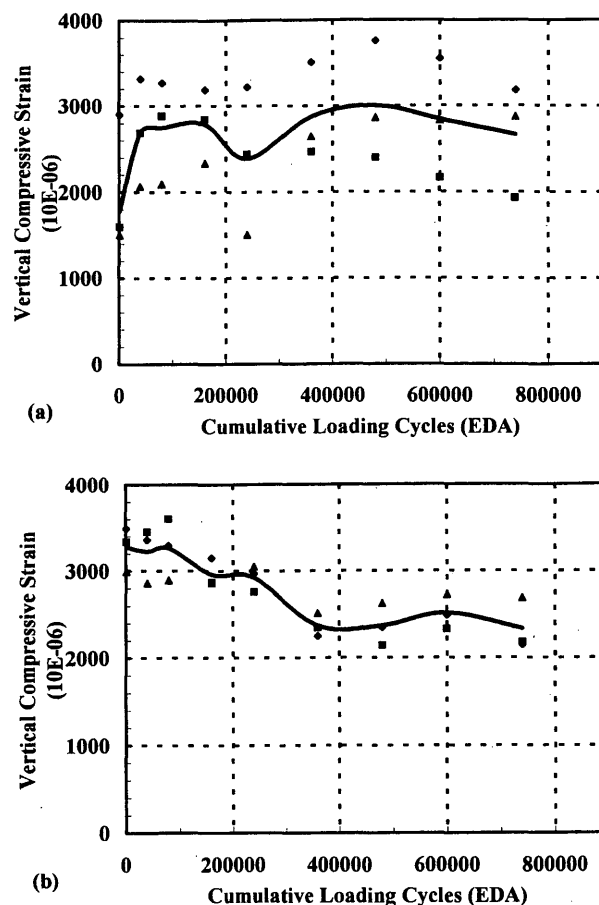 4000
3000
2000
1000
0
Vertical Compressive Strain
(10E-06)
0 200000 400000 600000 800000
(a)
Cumulative Loading Cycles (EDA)
4000
3000
2000
1000
0
Vertical Compressive Strain
(10E-06)
0 200000 400000 600000 800000
(b)
Cumulative Loading Cycles (EDA)